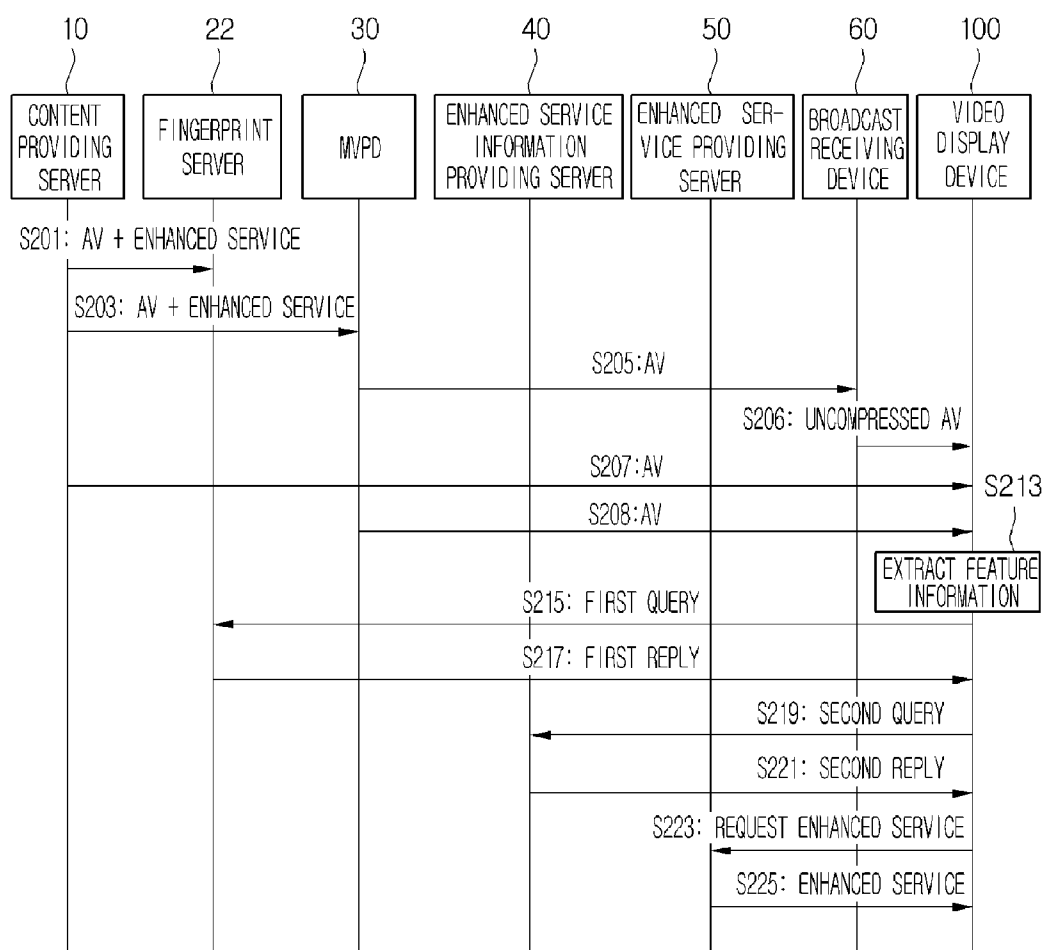 10
22
30
40
50
60
100
CONTENT
PROVIDING
SERVER
FINGERPRINT
SERVER
MVPD
ENHANCED SERVICE
INFORMATION
PROVIDING SERVER
ENHANCED SER-
VICE PROVIDING
SERVER
BROADCAST
RECEIVING
DEVICE
VIDEO
DISPLAY
DEVICE
S201: AV + ENHANCED SERVICE
S203: AV + ENHANCED SERVICE
S205:AV
S206: UNCOMPRESSED AV
S207:AV
S208:AV
S213
EXTRACT FEATURE
INFORMATION
S215: FIRST QUERY
S217: FIRST REPLY
S219: SECOND QUERY
S221: SECOND REPLY
S223: REQUEST ENHANCED SERVICE
S225: ENHANCED SERVICE